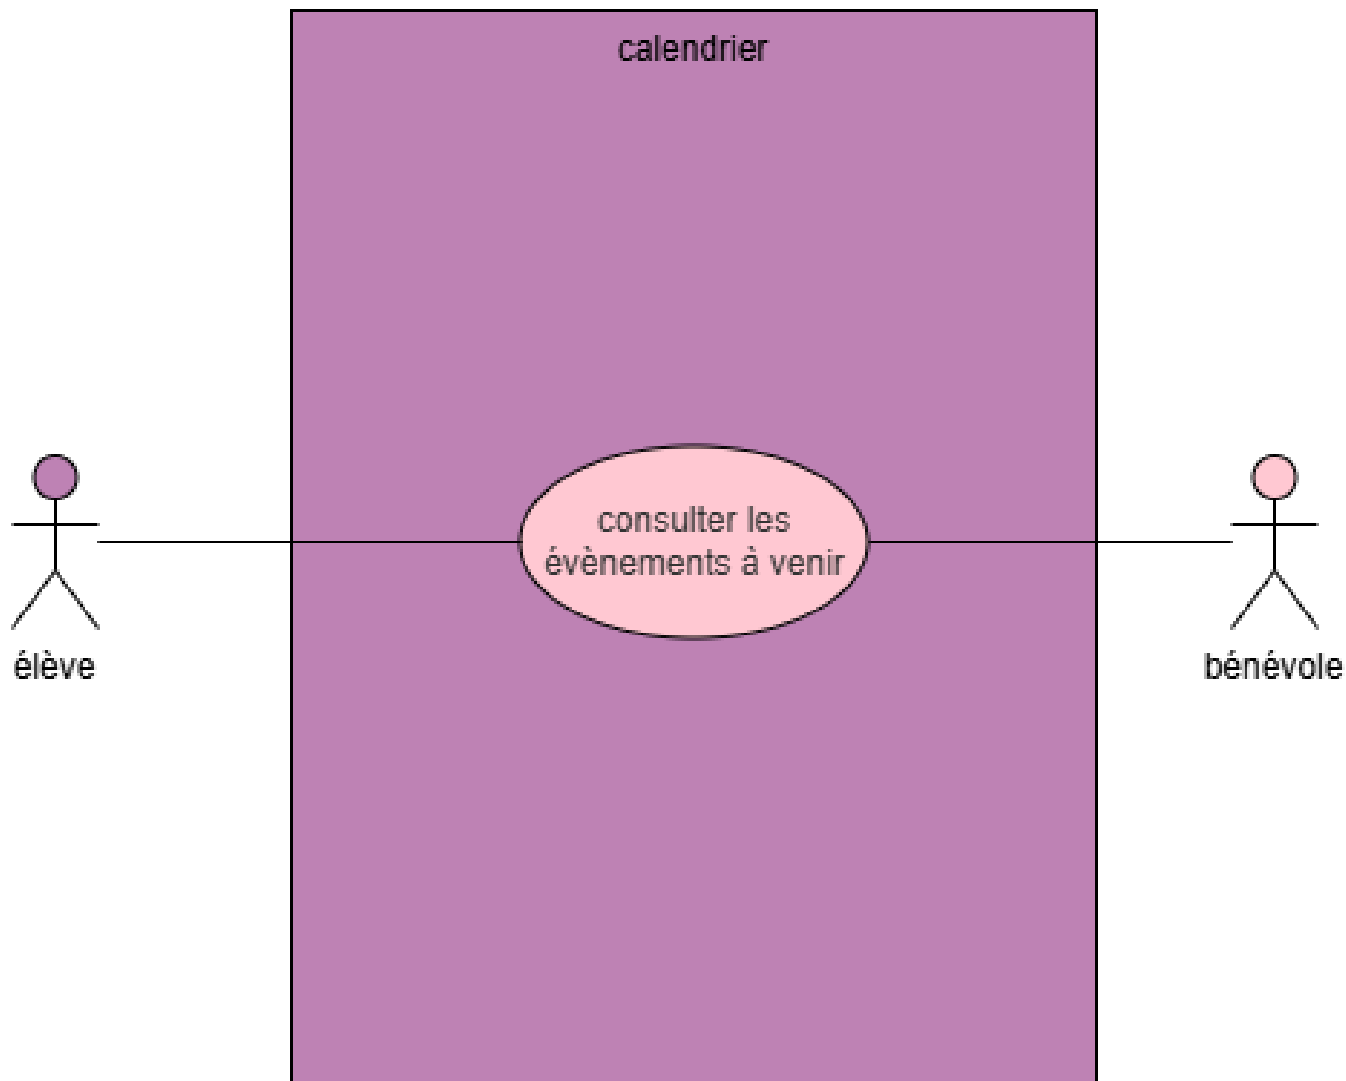 calendrier
consulter les
évènements à venir
élève
bénévole